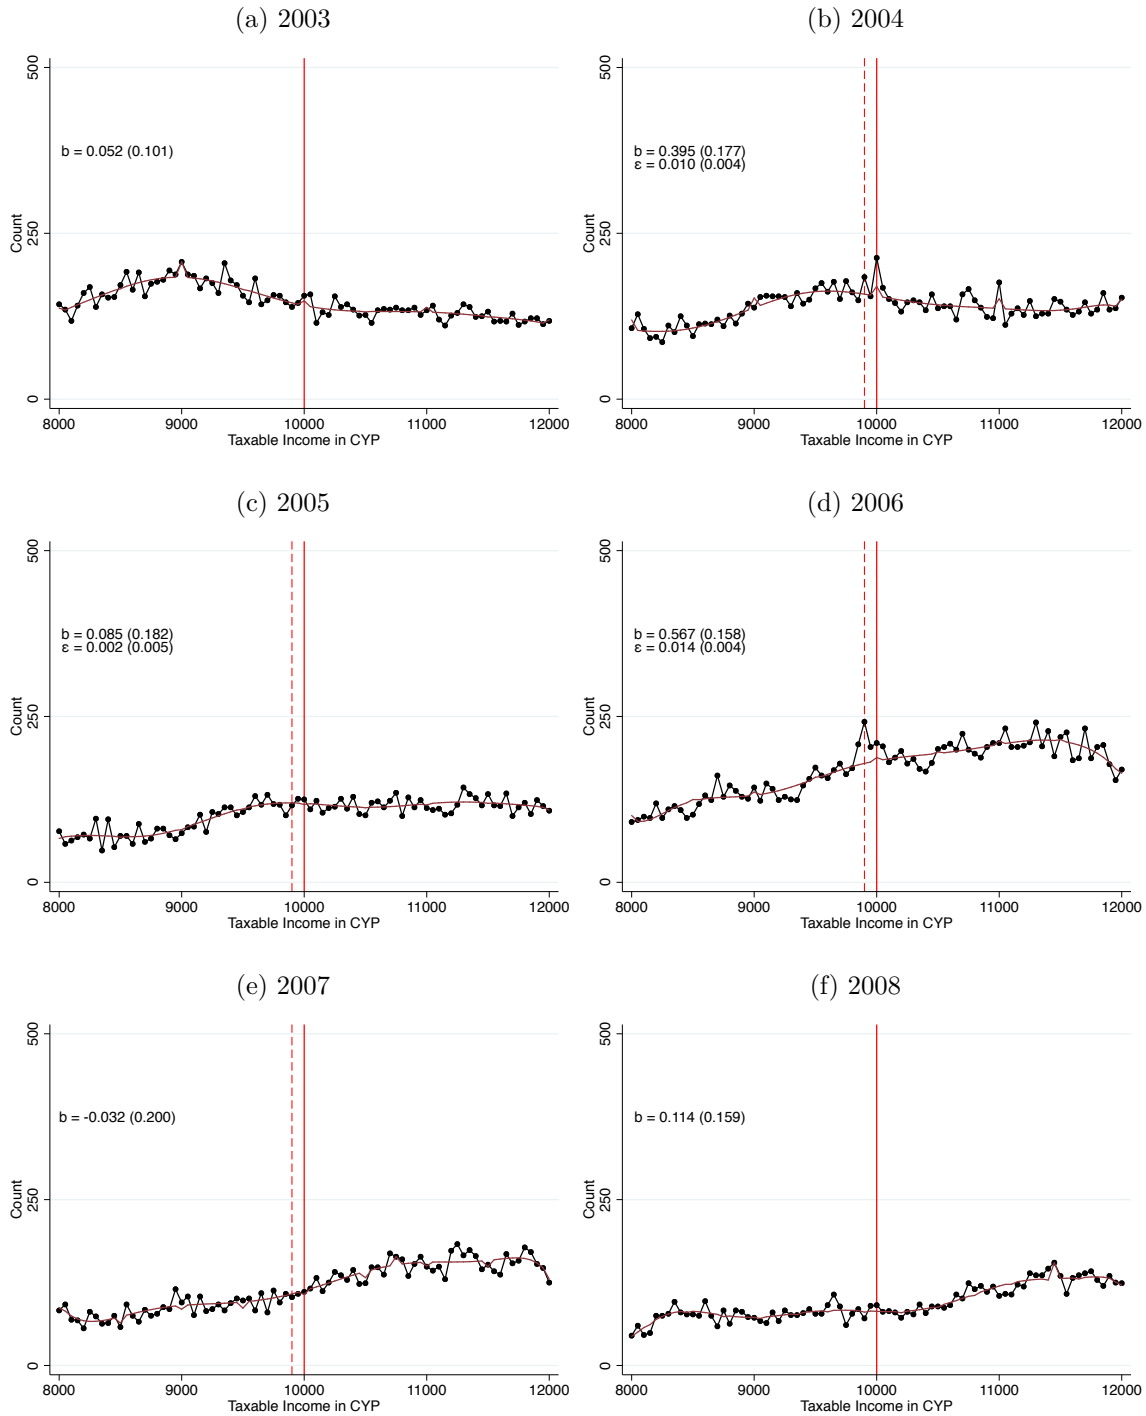 (a) 2003
500
250
0
Count
b = 0.052 (0.101)
8000 9000 10000 11000 12000
Taxable Income in CYP
(b) 2004
500
250
0
Count
b = 0.395 (0.177)
ε = 0.010 (0.004)
8000 9000 10000 11000 12000
Taxable Income in CYP
(c) 2005
500
250
0
Count
b = 0.085 (0.182)
ε = 0.002 (0.005)
8000 9000 10000 11000 12000
Taxable Income in CYP
(d) 2006
500
250
0
Count
b = 0.567 (0.158)
ε = 0.014 (0.004)
8000 9000 10000 11000 12000
Taxable Income in CYP
(e) 2007
500
250
0
Count
b = -0.032 (0.200)
8000 9000 10000 11000 12000
Taxable Income in CYP
(f) 2008
500
250
0
Count
b = 0.114 (0.159)
8000 9000 10000 11000 12000
Taxable Income in CYP